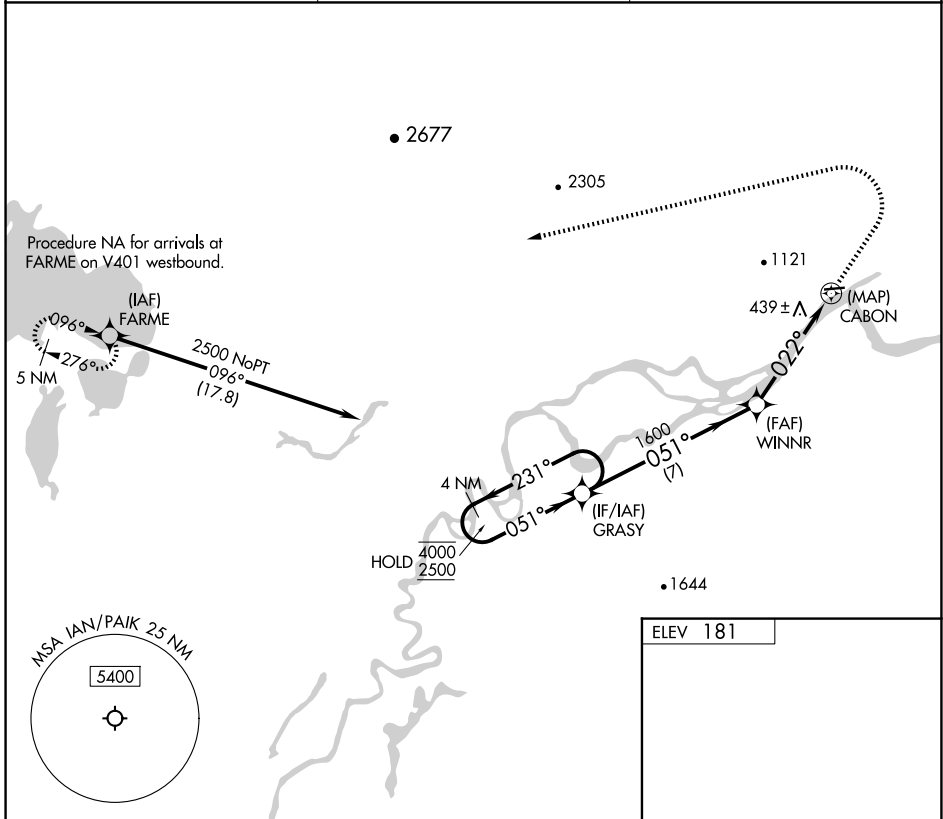 2677
2305
Procedure NA for arrivals at
FARME on V401 westbound.
1121
(IAF)
FARME
439 ±
(MAP)
CABON
096°
276°
5 NM
2500 NoPT
096°
(17.8)
022°
(FAF)
WINNR
1600
051°
(7)
231°
4 NM
051°
(IF/IAF)
GRASY
HOLD 4000
2500
1644
MSA IAN/PAIK 25 NM
5400
ELEV 181